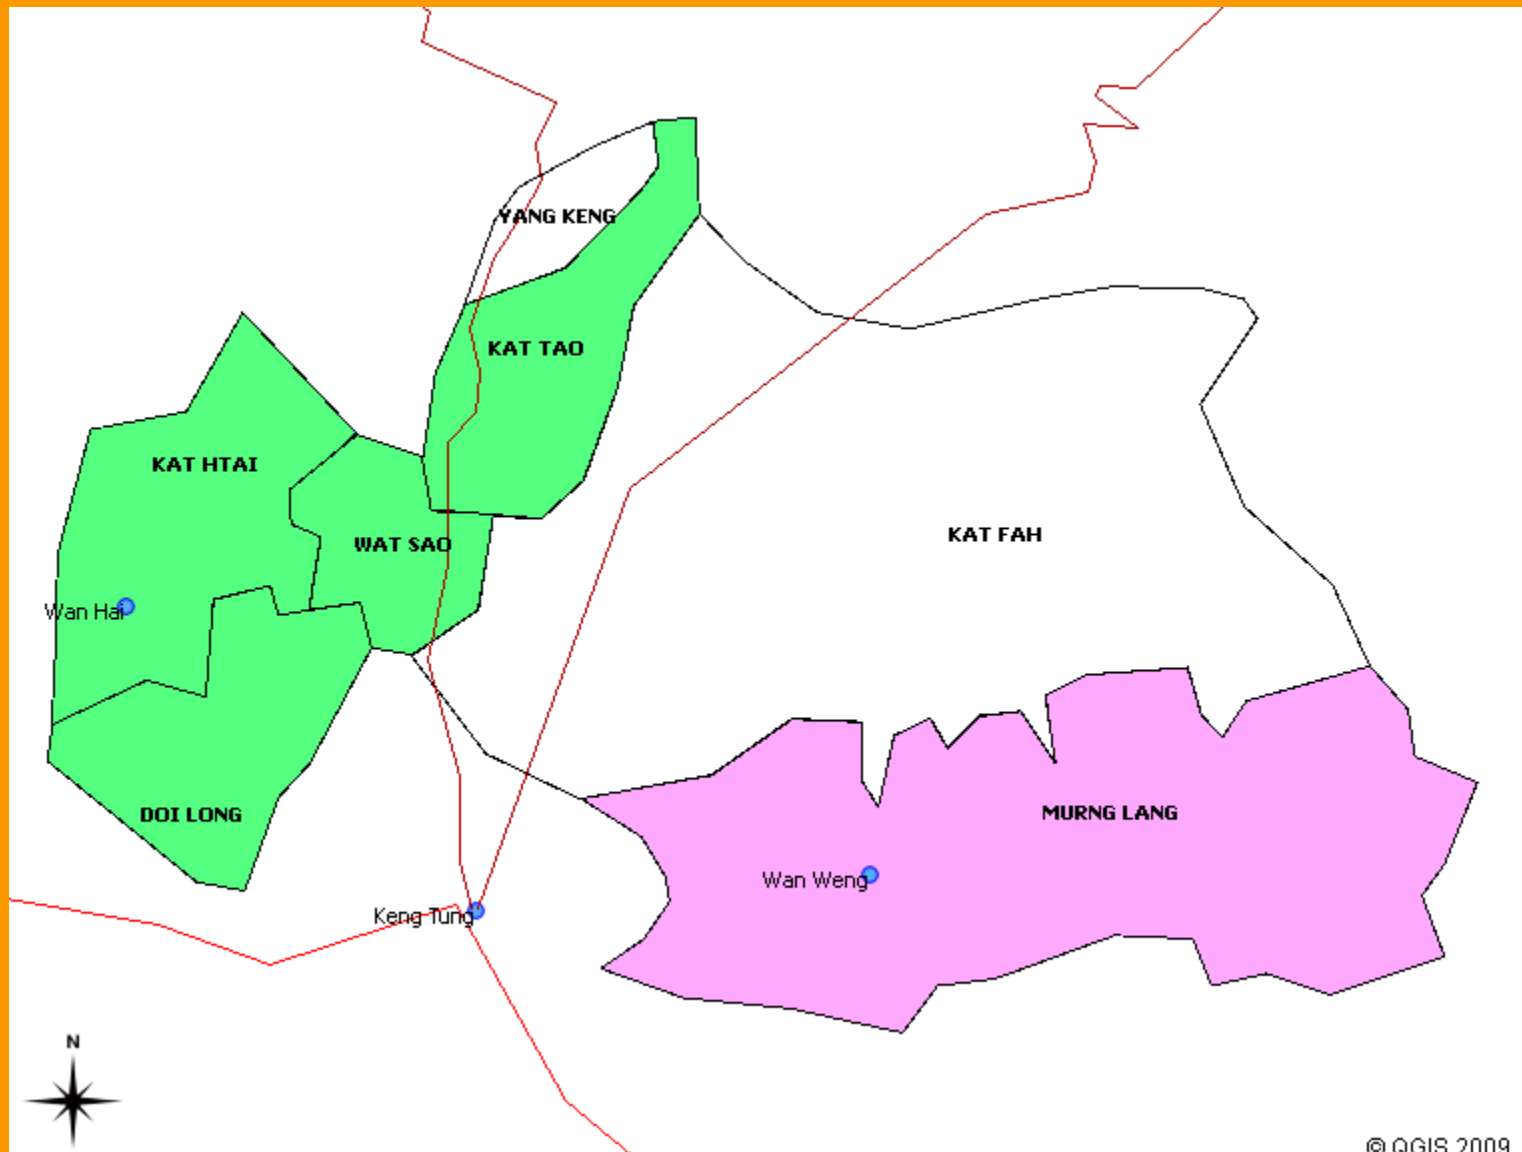 YANG KENG
KAT TAO
KAT HTAI
KAT FAH
WAT SAO
Wan Hai
DOI LONG
MURNG LANG
Wan Weng
Keng Tung
N
© QGIS 2009